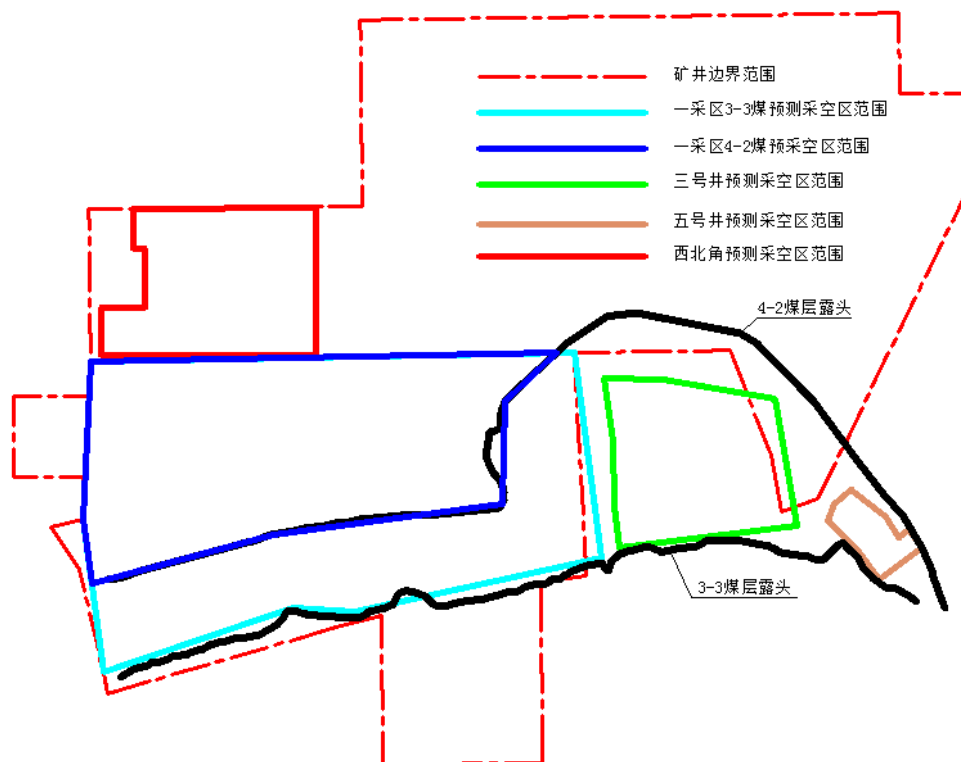 矿井边界范围
一采区3-3煤预测采空区范围
一采区4-2煤预采空区范围
三号井预测采空区范围
五号井预测采空区范围
西北角预测采空区范围
4-2煤层露头
3-3煤层露头